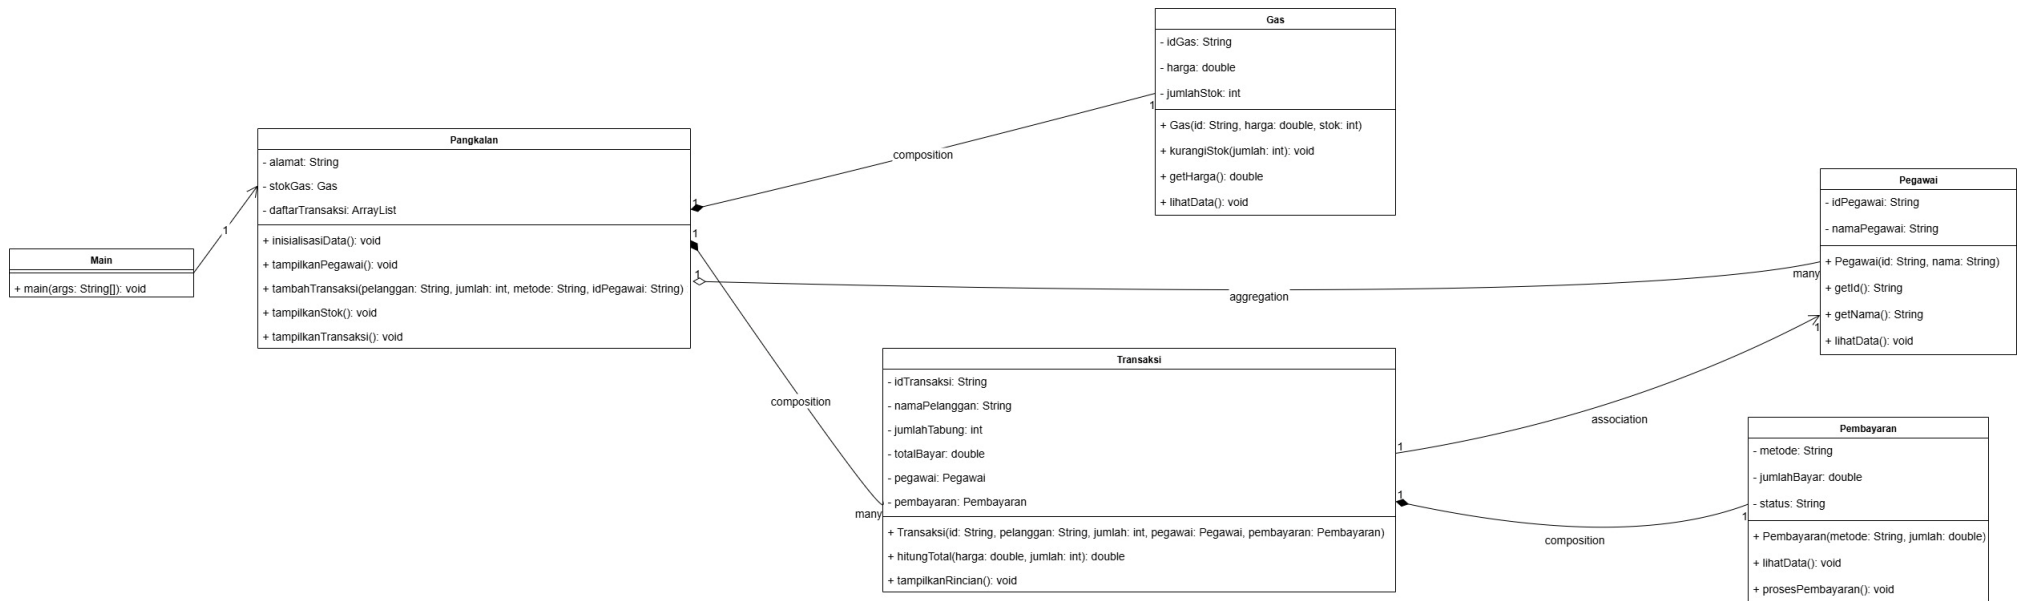 Main
+ main(args: String[]): void
1
Pangkalan
- alamat: String
- stokGas: Gas
- daftarTransaksi: ArrayList
+ inisialisasiData(): void
+ tampilkanPegawai(): void
+ tambahTransaksi(pelanggan: String, jumlah: int, metode: String, idPegawai: String)
+ tampilkanStok(): void
+ tampilkanTransaksi(): void
1
composition
1
Gas
- idGas: String
- harga: double
- jumlahStok: int
+ Gas(id: String, harga: double, stok: int)
+ kurangiStok(jumlah: int): void
+ getHarga(): double
+ lihatData(): void
1
composition
many
1
aggregation
many
Pegawai
- idPegawai: String
- namaPegawai: String
+ Pegawai(id: String, nama: String)
+ getId(): String
+ getNama(): String
+ lihatData(): void
Transaksi
- idTransaksi: String
- namaPelanggan: String
- jumlahTabung: int
- totalBayar: double
- pegawai: Pegawai
- pembayaran: Pembayaran
+ Transaksi(id: String, pelanggan: String, jumlah: int, pegawai: Pegawai, pembayaran: Pembayaran)
+ hitungTotal(harga: double, jumlah: int): double
+ tampilkanRincian(): void
1
association
1
1
composition
1
Pembayaran
- metode: String
- jumlahBayar: double
- status: String
+ Pembayaran(metode: String, jumlah: double)
+ lihatData(): void
+ prosesPembayaran(): void